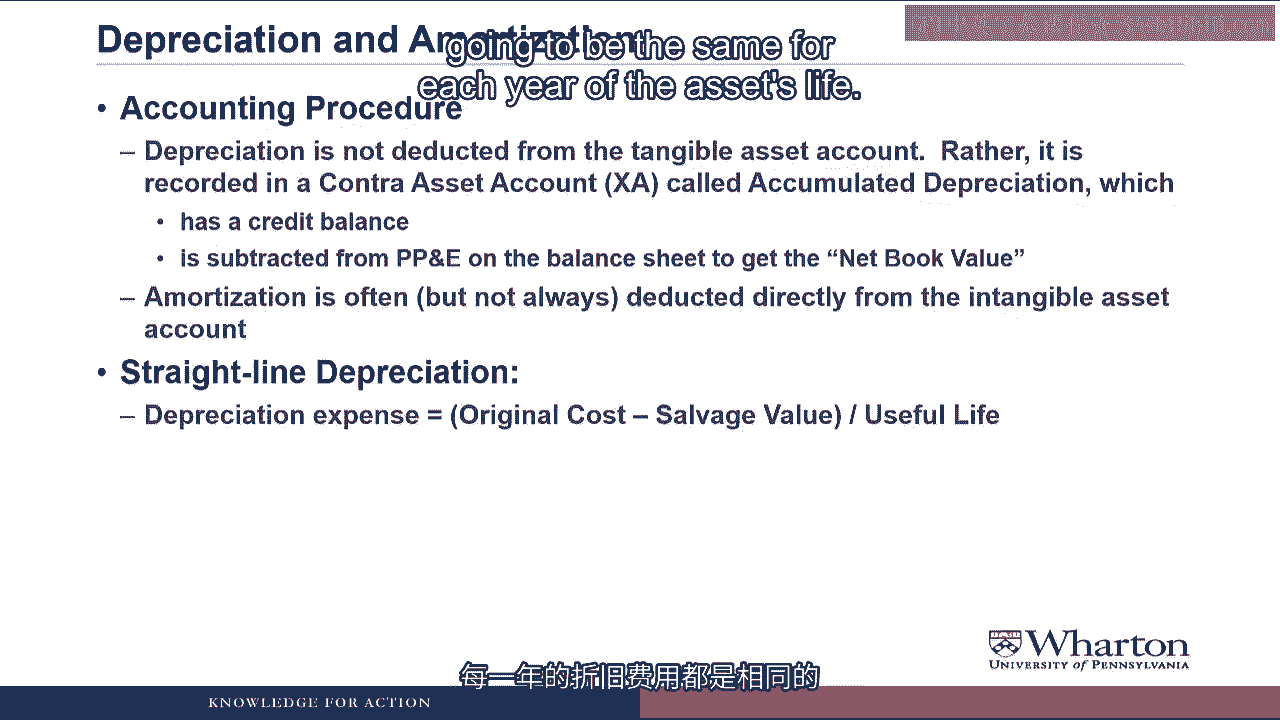 Depreciation and Amortization
going to be the same for
each year of the asset's life.
• Accounting Procedure
– Depreciation is not deducted from the tangible asset account. Rather, it is
recorded in a Contra Asset Account (XA) called Accumulated Depreciation, which
• has a credit balance
• is subtracted from PP&E on the balance sheet to get the “Net Book Value”
– Amortization is often (but not always) deducted directly from the intangible asset
account
• Straight-line Depreciation:
– Depreciation expense = (Original Cost – Salvage Value) / Useful Life
Wharton
UNIVERSITY of PENNSYLVANIA
每一年的折旧费用都是相同的
KNOWLEDGE FOR ACTION